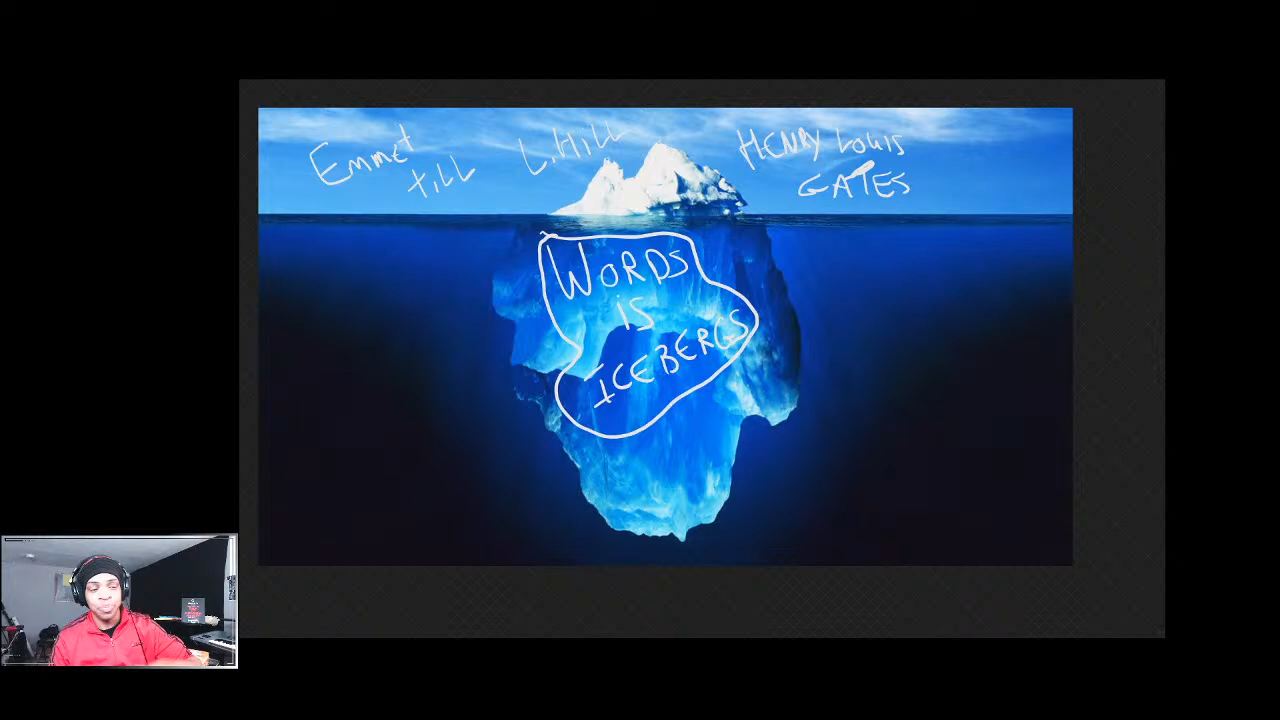 Emmet
till
L.Hill
HENRY LOUIS
GATES
WORDS
iS
ICEBERGS